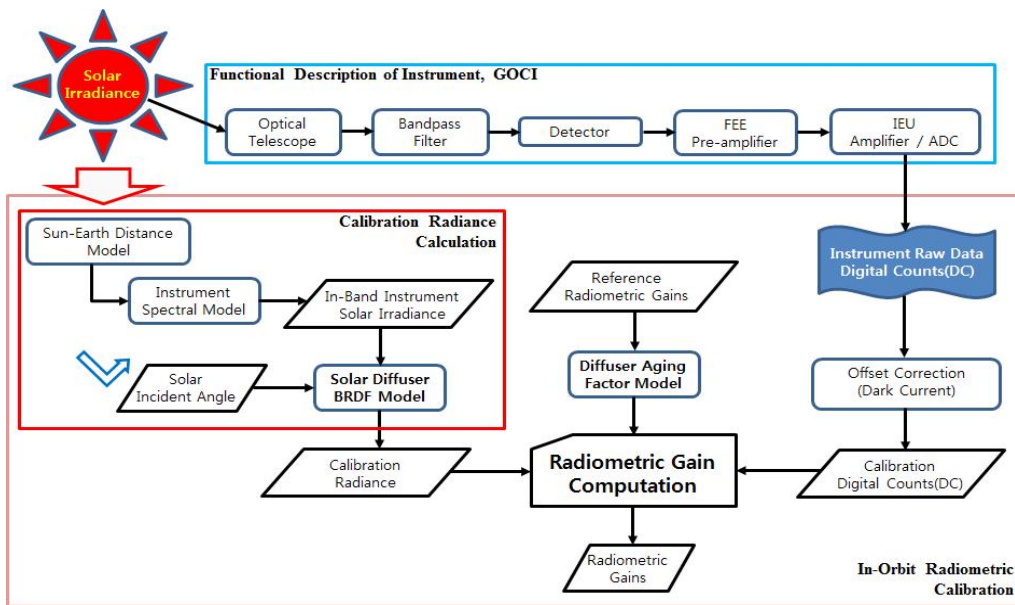 Solar
Irradiance
Functional Description of Instrument, GOCI
Optical
Telescope
Bandpass
Filter
Detector
FEE
Pre-amplifier
IEU
Amplifier / ADC
Calibration Radiance
Calculation
Sun-Earth Distance
Model
Instrument
Spectral Model
In-Band Instrument
Solar Irradiance
Solar
Incident Angle
Solar Diffuser
BRDF Model
Calibration
Radiance
Reference
Radiometric Gains
Diffuser Aging
Factor Model
Radiometric Gain
Computation
Radiometric
Gains
Instrument Raw Data
Digital Counts(DC)
Offset Correction
(Dark Current)
Calibration
Digital Counts(DC)
In-Orbit Radiometric
Calibration